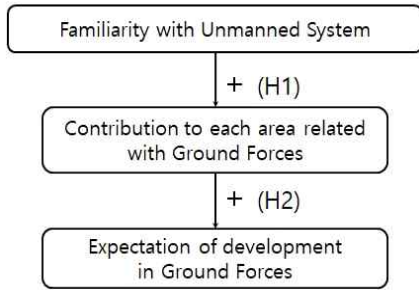 Familiarity with Unmanned System
+ (H1)
Contribution to each area related
with Ground Forces
+ (H2)
Expectation of development
in Ground Forces